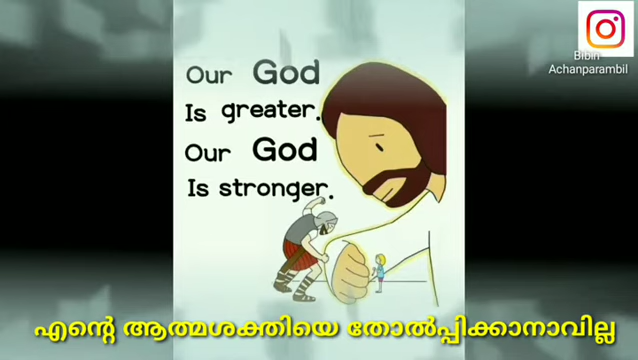 Bibin
Achanparambil
Our God
Is greater.
Our God
Is stronger.
എന്റെ ആത്മശക്തിയെ തോൽപ്പിക്കാനാവില്ല